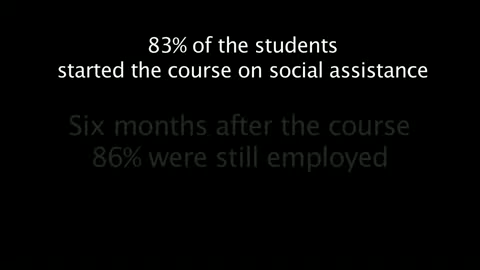 83% of the students
started the course on social assistance
Six months after the course
86% were still employed